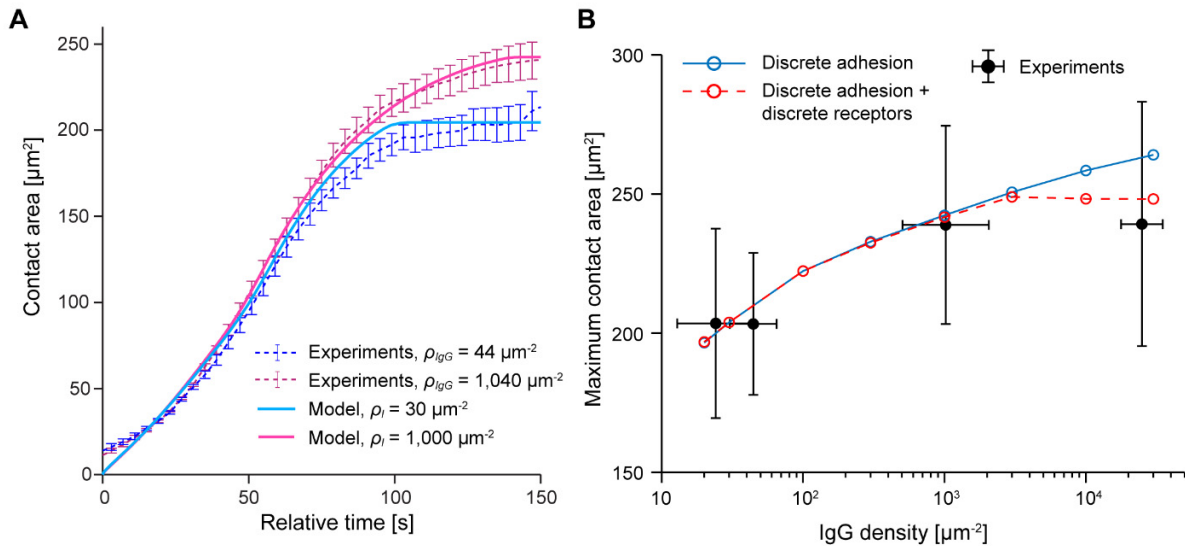 A
Contact area [µm²]
250
200
150
100
50
0
0
50
100
150
Relative time [s]
Experiments, ρIgG = 44 µm⁻²
Experiments, ρIgG = 1,040 µm⁻²
Model, ρI = 30 µm⁻²
Model, ρI = 1,000 µm⁻²
B
Maximum contact area [µm²]
300
250
200
150
10
10²
10³
10⁴
IgG density [µm⁻²]
Discrete adhesion
Discrete adhesion +
discrete receptors
Experiments